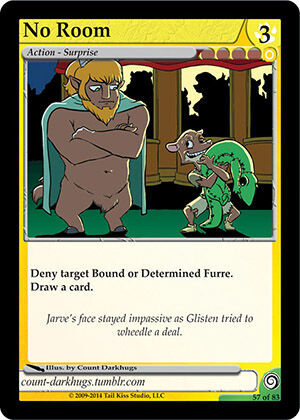 No Room
3
Action - Surprise
Deny target Bound or Determined Furre.
Draw a card.
Jarve's face stayed impassive as Glisten tried to
wheedle a deal.
Illus. by Count Darkhugs
count-darkhugs.tumblr.com
57 of 83
© 2009-2014 Tail Kiss Studio, LLC